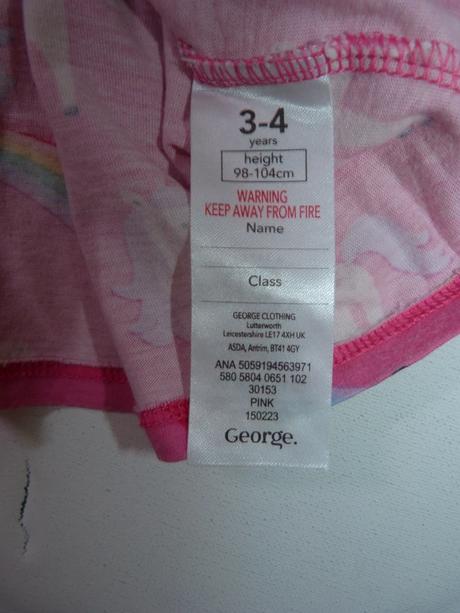 3-4
years
height
98-104cm
WARNING
KEEP AWAY FROM FIRE
Name
Class
GEORGE CLOTHING
Lutterworth
Leicestershire LE17 4XH UK
ASDA, Antrim, BT41 4GY
ANA 5059194563971
580 5804 0651 102
30153
PINK
150223
George.